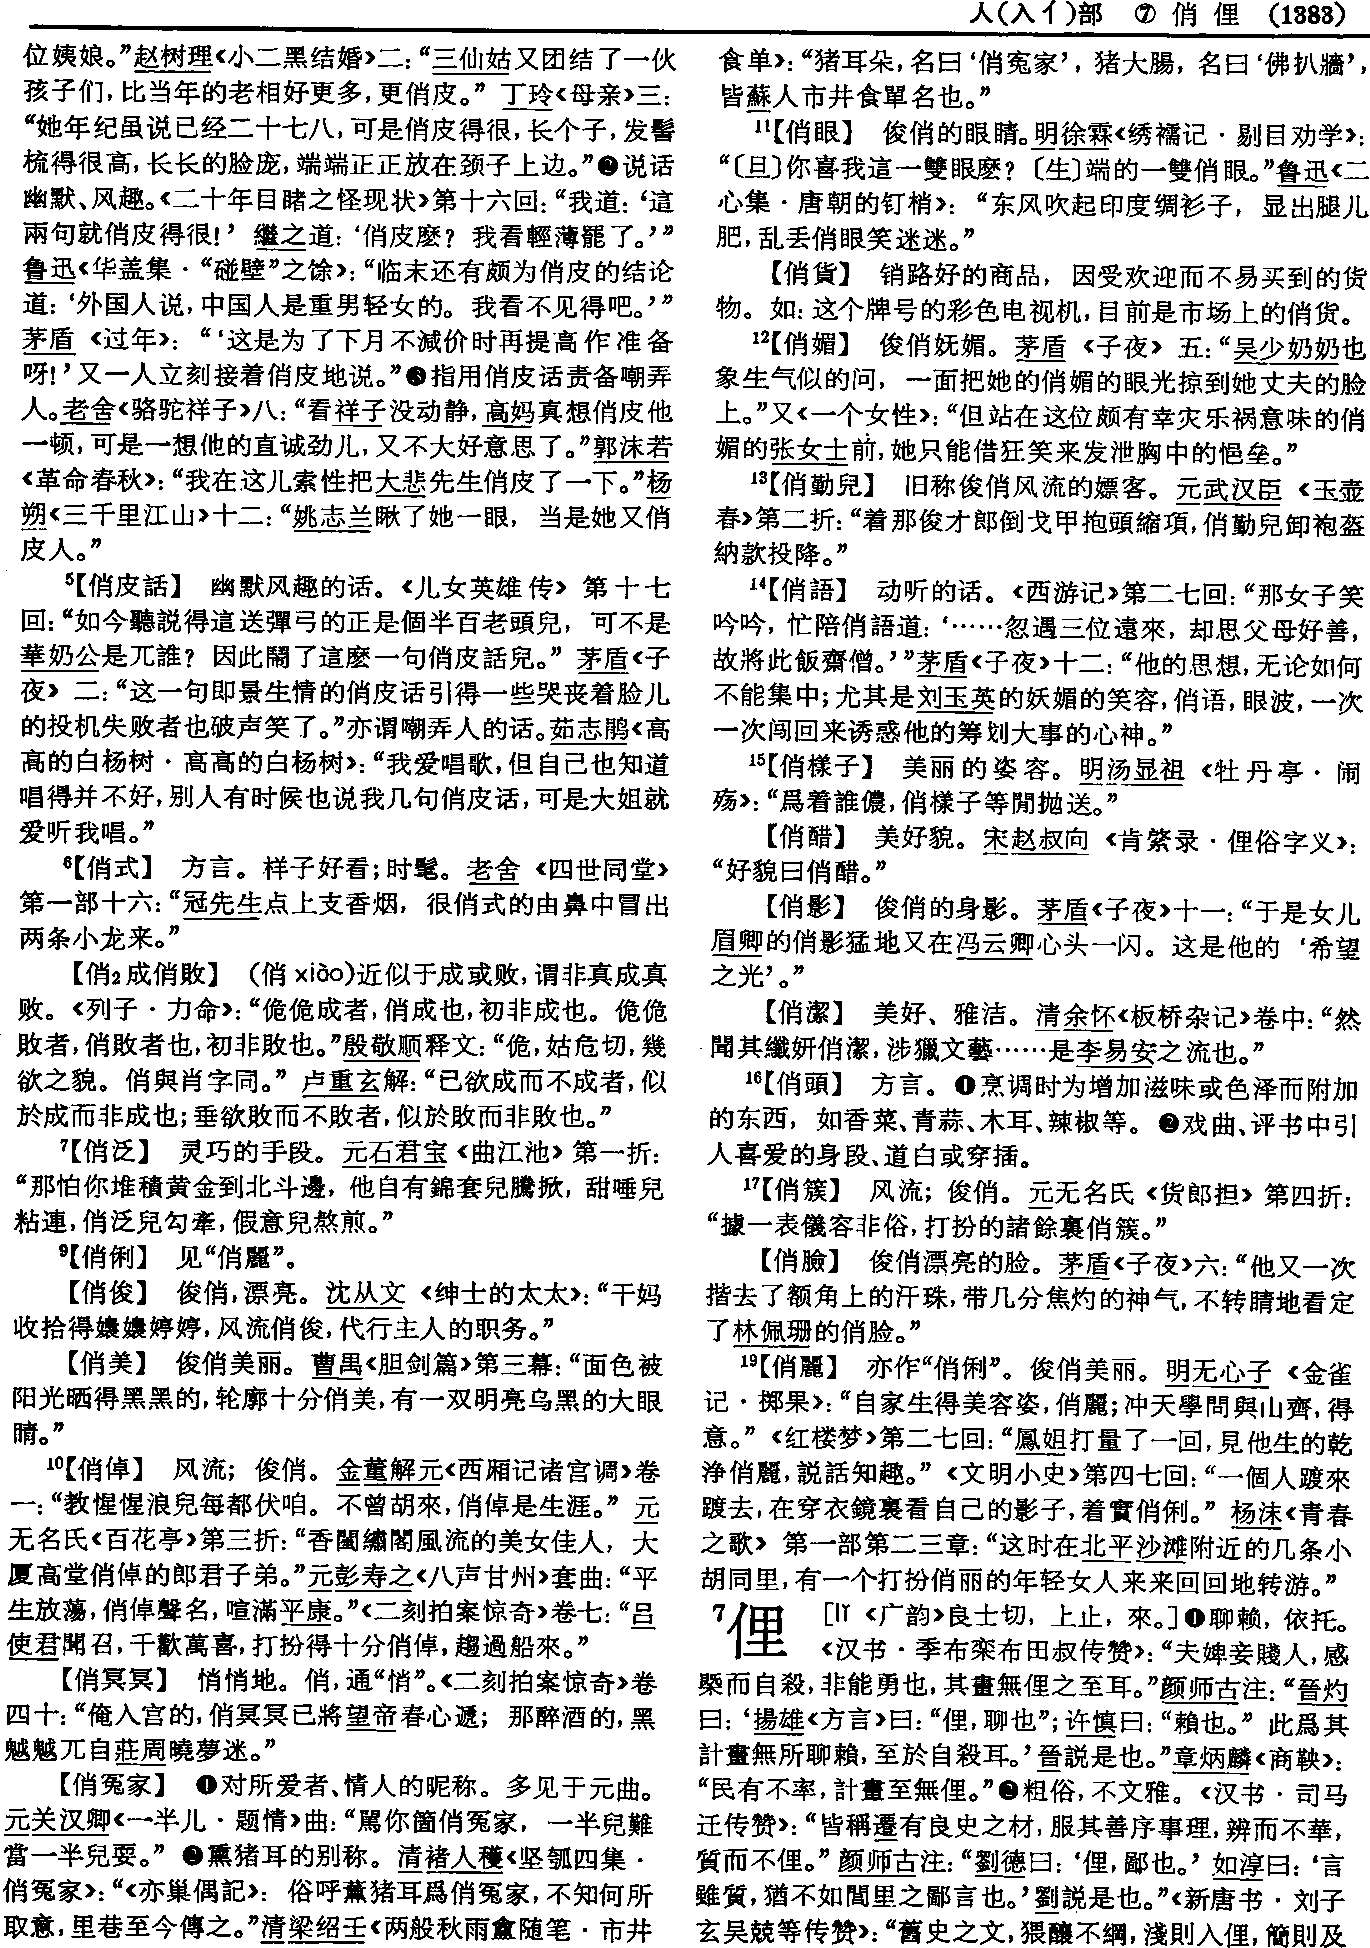 人(入亻)部 ⑦ 俏 俚 (1383)
位姨娘。”赵树理《小二黑结婚》二：“三仙姑又团结了一伙
孩子们，比当年的老相好更多，更俏皮。” 丁玲《母亲》三：
“她年纪虽说已经二十七八，可是俏皮得很，长个子，发髻
梳得很高，长长的脸庞，端端正正放在颈子上边。”❷说话
幽默、风趣。《二十年目睹之怪现状》第十六回：“我道：‘這
兩句就俏皮得很！’ 繼之道：‘俏皮麽？我看輕薄罷了。’”
鲁迅《华盖集·“碰壁”之馀》：“临末还有颇为俏皮的结论
道：‘外国人说，中国人是重男轻女的。我看不见得吧。’”
茅盾《过年》：“‘这是为了下月不减价时再提高作准备
呀！’又一人立刻接着俏皮地说。”❸指用俏皮话责备嘲弄
人。老舍《骆驼祥子》八：“看祥子没动静，高妈真想俏皮他
一顿，可是一想他的直诚劲儿，又不大好意思了。”郭沫若
《革命春秋》：“我在这儿索性把大悲先生俏皮了一下。”杨
朔《三千里江山》十二：“姚志兰瞅了她一眼，当是她又俏
皮人。”
5【俏皮話】 幽默风趣的话。《儿女英雄传》第十七
回：“如今聽説得這送彈弓的正是個半百老頭兒，可不是
華奶公是兀誰？因此鬧了這麽一句俏皮話兒。” 茅盾《子
夜》二：“这一句即景生情的俏皮话引得一些哭丧着脸儿
的投机失败者也破声笑了。”亦谓嘲弄人的话。茹志鹃《高
高的白杨树·高高的白杨树》：“我爱唱歌，但自己也知道
唱得并不好，别人有时候也说我几句俏皮话，可是大姐就
爱听我唱。”
6【俏式】 方言。样子好看；时髦。老舍《四世同堂》
第一部十六：“冠先生点上支香烟，很俏式的由鼻中冒出
两条小龙来。”
【俏2成俏敗】 （俏 xiào）近似于成或败，谓非真成真
败。《列子·力命》：“佹佹成者，俏成也，初非成也。佹佹
敗者，俏敗者也，初非敗也。”殷敬顺释文：“佹，姑危切，幾
欲之貌。俏與肖字同。” 卢重玄解：“已欲成而不成者，似
於成而非成也；垂欲敗而不敗者，似於敗而非敗也。”
7【俏泛】 灵巧的手段。元石君宝《曲江池》第一折：
“那怕你堆積黄金到北斗邊，他自有錦套兒騰掀，甜唾兒
粘連，俏泛兒勾牽，假意兒熬煎。”
9【俏俐】 见“俏麗”。
【俏俊】 俊俏，漂亮。沈从文《绅士的太太》：“干妈
收拾得嬝嬝婷婷，风流俏俊，代行主人的职务。”
【俏美】 俊俏美丽。曹禺《胆剑篇》第三幕：“面色被
阳光晒得黑黑的，轮廓十分俏美，有一双明亮乌黑的大眼
睛。”
10【俏倬】 风流；俊俏。金董解元《西厢记诸宫调》卷
一：“教惺惺浪兒每都伏咱。不曾胡來，俏倬是生涯。” 元
无名氏《百花亭》第三折：“香閨繡閣風流的美女佳人，大
厦高堂俏倬的郎君子弟。”元彭寿之《八声甘州》套曲：“平
生放蕩，俏倬聲名，喧滿平康。”《二刻拍案惊奇》卷七：“吕
使君聞召，千歡萬喜，打扮得十分俏倬，趨過船來。”
【俏冥冥】 悄悄地。俏，通“悄”。《二刻拍案惊奇》卷
四十：“俺入宫的，俏冥冥已將望帝春心遞；那醉酒的，黑
魆魆兀自莊周曉夢迷。”
【俏冤家】 ❶对所爱者、情人的昵称。多见于元曲。
元关汉卿《一半儿·题情》曲：“駡你箇俏冤家，一半兒難
當一半兒耍。” ❷熏猪耳的别称。清褚人穫《坚瓠四集·
俏冤家》：“《亦巢偶記》：俗呼薰猪耳爲俏冤家，不知何所
取意，里巷至今傳之。”清梁绍壬《两般秋雨盦随笔·市井
食单》：“猪耳朵，名曰‘俏冤家’，猪大腸，名曰‘佛扒牆’，
皆蘇人市井食單名也。”
11【俏眼】 俊俏的眼睛。明徐霖《绣襦记·剔目劝学》：
“〔旦〕你喜我這一雙眼麽？〔生〕端的一雙俏眼。”鲁迅《二
心集·唐朝的钉梢》：“东风吹起印度绸衫子，显出腿儿
肥，乱丢俏眼笑迷迷。”
【俏貨】 销路好的商品，因受欢迎而不易买到的货
物。如：这个牌号的彩色电视机，目前是市场上的俏货。
12【俏媚】 俊俏妩媚。茅盾《子夜》五：“吴少奶奶也
象生气似的问，一面把她的俏媚的眼光掠到她丈夫的脸
上。”又《一个女性》：“但站在这位颇有幸灾乐祸意味的俏
媚的张女士前，她只能借狂笑来发泄胸中的悒垒。”
13【俏勤兒】 旧称俊俏风流的嫖客。元武汉臣《玉壶
春》第二折：“着那俊才郎倒戈甲抱頭縮項，俏勤兒卸袍盔
納款投降。”
14【俏語】 动听的话。《西游记》第二七回：“那女子笑
吟吟，忙陪俏語道：‘……忽遇三位遠來，却思父母好善，
故將此飯齋僧。’”茅盾《子夜》十二：“他的思想，无论如何
不能集中；尤其是刘玉英的妖媚的笑容，俏语，眼波，一次
一次闯回来诱惑他的筹划大事的心神。”
15【俏樣子】 美丽的姿容。明汤显祖《牡丹亭·闹
殇》：“爲着誰儂，俏樣子等閒抛送。”
【俏醋】 美好貌。宋赵叔向《肯綮录·俚俗字义》：
“好貌曰俏醋。”
【俏影】 俊俏的身影。茅盾《子夜》十一：“于是女儿
眉卿的俏影猛地又在冯云卿心头一闪。这是他的‘希望
之光’。”
【俏潔】 美好、雅洁。清余怀《板桥杂记》卷中：“然
聞其纖妍俏潔，涉獵文藝……是李易安之流也。”
16【俏頭】 方言。❶烹调时为增加滋味或色泽而附加
的东西，如香菜、青蒜、木耳、辣椒等。 ❷戏曲、评书中引
人喜爱的身段、道白或穿插。
17【俏簇】 风流；俊俏。元无名氏《货郎担》第四折：
“據一表儀容非俗，打扮的諸餘裏俏簇。”
【俏臉】 俊俏漂亮的脸。茅盾《子夜》六：“他又一次
揩去了额角上的汗珠，带几分焦灼的神气，不转睛地看定
了林佩珊的俏脸。”
19【俏麗】 亦作“俏俐”。俊俏美丽。明无心子《金雀
记·掷果》：“自家生得美容姿，俏麗；冲天學問與山齊，得
意。”《红楼梦》第二七回：“鳳姐打量了一回，見他生的乾
净俏麗，説話知趣。”《文明小史》第四七回：“一個人踱來
踱去，在穿衣鏡裏看自己的影子，着實俏俐。” 杨沫《青春
之歌》第一部第二三章：“这时在北平沙滩附近的几条小
胡同里，有一个打扮俏丽的年轻女人来来回回地转游。”
7俚 ［lǐ《广韵》良士切，上止，來。］❶聊赖，依托。
《汉书·季布栾布田叔传赞》：“夫婢妾賤人，感
槩而自殺，非能勇也，其畫無俚之至耳。”颜师古注：“晉灼
曰：‘揚雄《方言》曰：“俚，聊也”；许慎曰：“賴也。”此爲其
計畫無所聊賴，至於自殺耳。’晉説是也。”章炳麟《商鞅》：
“民有不率，計畫至無俚。”❷粗俗，不文雅。《汉书·司马
迁传赞》：“皆稱遷有良史之材，服其善序事理，辨而不華，
質而不俚。”颜师古注：“劉德曰：‘俚，鄙也。’如淳曰：‘言
雖質，猶不如閭里之鄙言也。’劉説是也。”《新唐书·刘子
玄吴兢等传赞》：“舊史之文，猥釀不綱，淺則入俚，簡則及